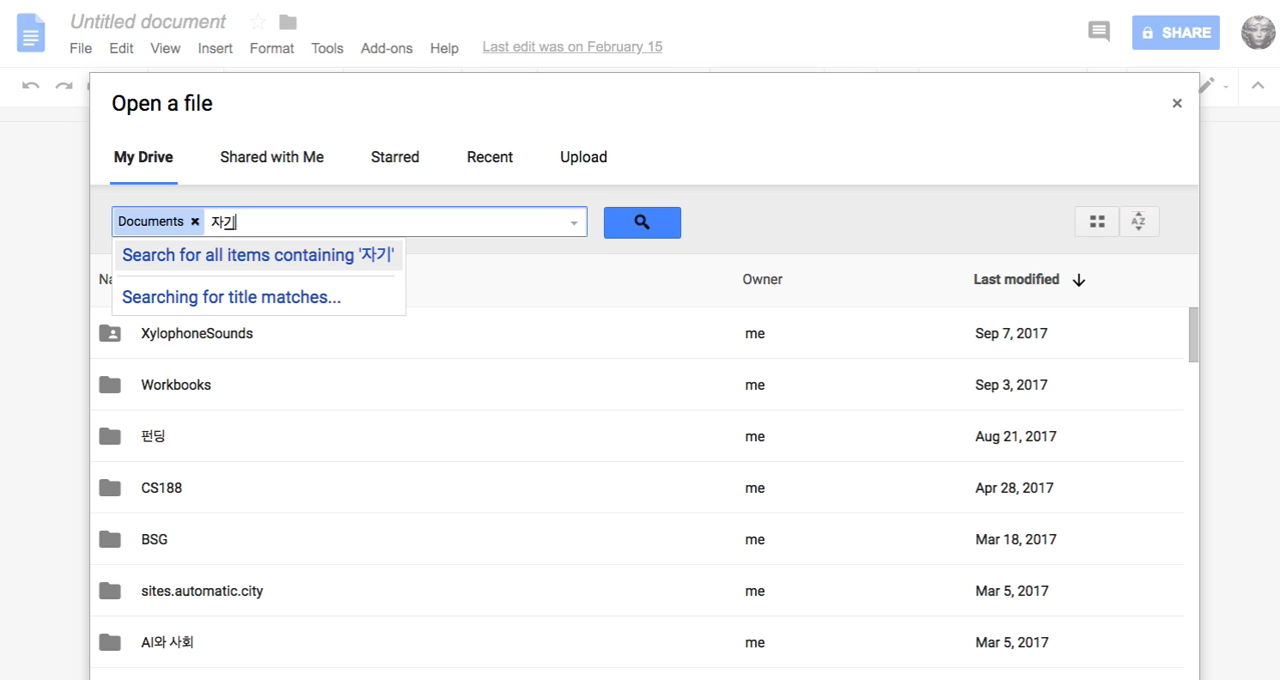 Untitled document
File Edit View Insert Format Tools Add-ons Help Last edit was on February 15
SHARE
Open a file
×
My Drive Shared with Me Starred Recent Upload
Documents × 자기
AZ
Search for all items containing '자기'
Searching for title matches...
Owner Last modified
XylophoneSounds me Sep 7, 2017
Workbooks me Sep 3, 2017
펀딩 me Aug 21, 2017
CS188 me Apr 28, 2017
BSG me Mar 18, 2017
sites.automatic.city me Mar 5, 2017
AI와 사회 me Mar 5, 2017